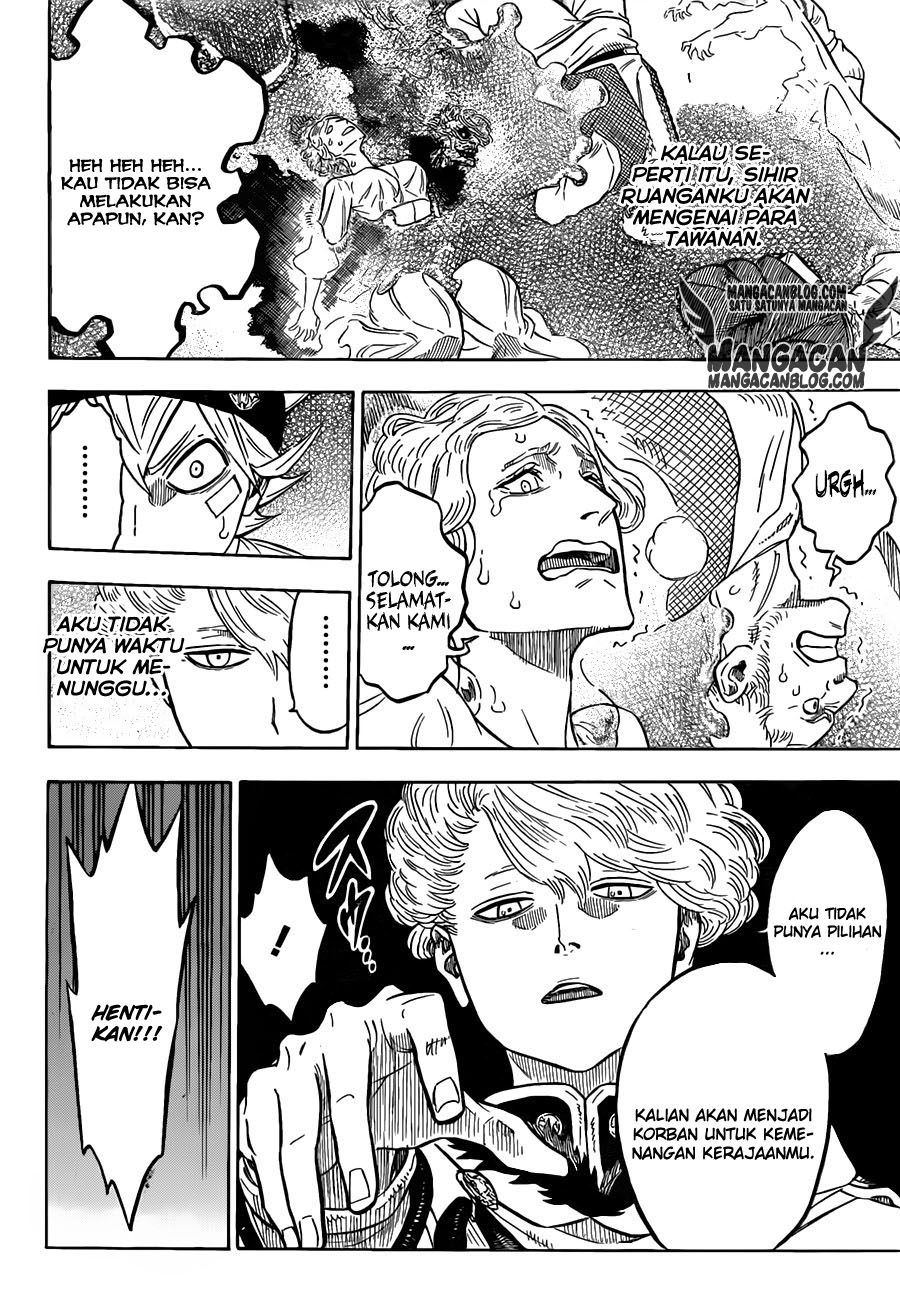 KALAU SE-
PERTI ITU, SIHIR
RUANGANKU AKAN
MENGENAI PARA
TAWANAN.
HEH HEH HEH...
KAU TIDAK BISA
MELAKUKAN
APAPUN, KAN?
MANGACANBLOG.COM
SATU SATUNYA MANGACAN
MANGACAN
MANGACANBLOG.COM
URGH...
TOLONG...
SELAMAT-
KAN KAMI
...
........
........
AKU TIDAK
PUNYA WAKTU
UNTUK ME-
NUNGGU...
AKU TIDAK
PUNYA PILIHAN
...
KALIAN AKAN MENJADI
KORBAN UNTUK KEME-
NANGAN KERAJAANMU.
!
HENTI-
KAN!!!